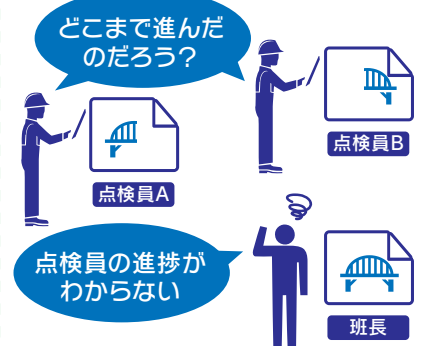 どこまで進んだ
のだろう？
点検員A
点検員B
点検員の進捗が
わからない
班長